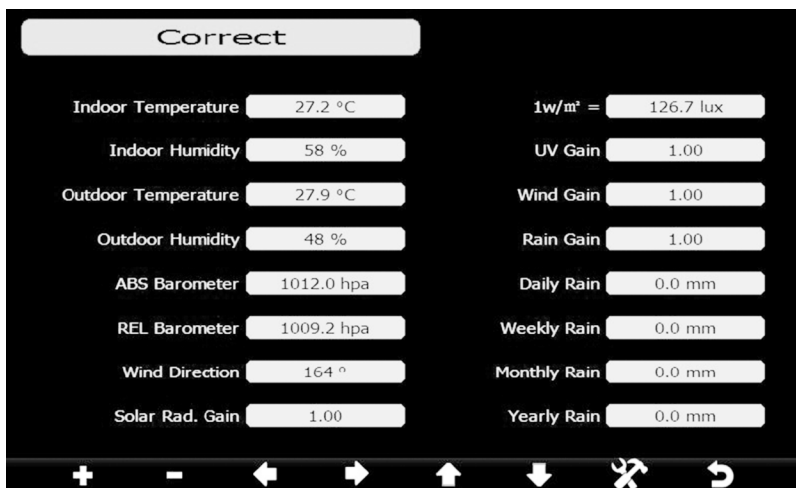 Correct
Indoor Temperature 27.2 °C
Indoor Humidity 58 %
Outdoor Temperature 27.9 °C
Outdoor Humidity 48 %
ABS Barometer 1012.0 hpa
REL Barometer 1009.2 hpa
Wind Direction 164 °
Solar Rad. Gain 1.00
1w/m² = 126.7 lux
UV Gain 1.00
Wind Gain 1.00
Rain Gain 1.00
Daily Rain 0.0 mm
Weekly Rain 0.0 mm
Monthly Rain 0.0 mm
Yearly Rain 0.0 mm